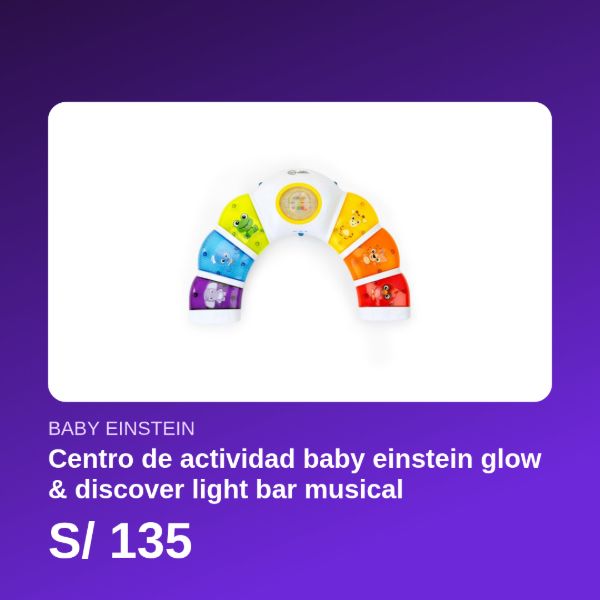 BABY EINSTEIN
Centro de actividad baby einstein glow
& discover light bar musical
S/ 135